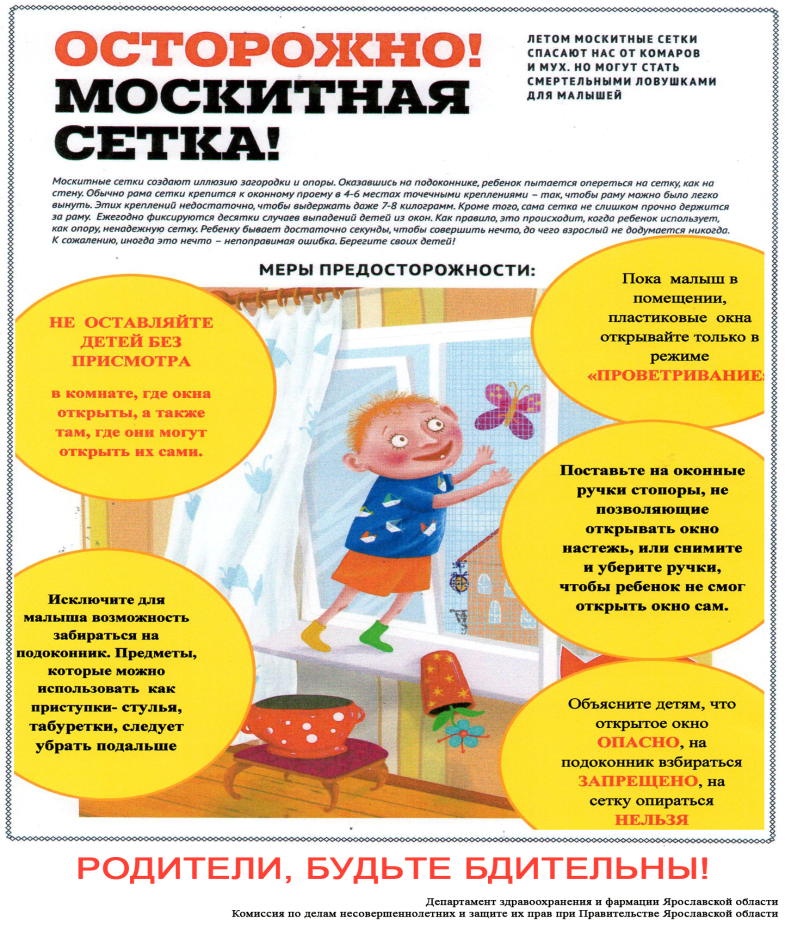 ОСТОРОЖНО!
МОСКИТНАЯ
СЕТКА!
ЛЕТОМ МОСКИТНЫЕ СЕТКИ
СПАСАЮТ НАС ОТ КОМАРОВ
И МУХ. НО МОГУТ СТАТЬ
СМЕРТЕЛЬНЫМИ ЛОВУШКАМИ
ДЛЯ МАЛЫШЕЙ
Москитные сетки создают иллюзию загородки и опоры. Оказавшись на подоконнике, ребенок пытается опереться на сетку, как на
стену. Обычно рама сетки крепится к оконному проему в 4-6 местах точечными креплениями – так, чтобы раму можно было легко
вынуть. Этих креплений недостаточно, чтобы выдержать даже 7-8 килограмм. Кроме того, сама сетка не слишком прочно держится
за раму. Ежегодно фиксируются десятки случаев выпадений детей из окон. Как правило, это происходит, когда ребенок использует,
как опору, ненадежную сетку. Ребенку бывает достаточно секунды, чтобы совершить нечто, до чего взрослый не додумается никогда.
К сожалению, иногда это нечто – непоправимая ошибка. Берегите своих детей!
МЕРЫ ПРЕДОСТОРОЖНОСТИ:
НЕ ОСТАВЛЯЙТЕ
ДЕТЕЙ БЕЗ
ПРИСМОТРА
в комнате, где окна
открыты, а также
там, где они могут
открыть их сами.
Пока малыш в
помещении,
пластиковые окна
открывайте только в
режиме
«ПРОВЕТРИВАНИЕ»
Поставьте на оконные
ручки стопоры, не
позволяющие
открывать окно
настежь, или снимите
и уберите ручки,
чтобы ребенок не смог
открыть окно сам.
Исключите для
малыша возможность
забираться на
подоконник. Предметы,
которые можно
использовать как
приступки- стулья,
табуретки, следует
убрать подальше
Объясните детям, что
открытое окно
ОПАСНО, на
подоконник взбираться
ЗАПРЕЩЕНО, на
сетку опираться
НЕЛЬЗЯ
РОДИТЕЛИ, БУДЬТЕ БДИТЕЛЬНЫ!
Департамент здравоохранения и фармации Ярославской области
Комиссия по делам несовершеннолетних и защите их прав при Правительстве Ярославской области